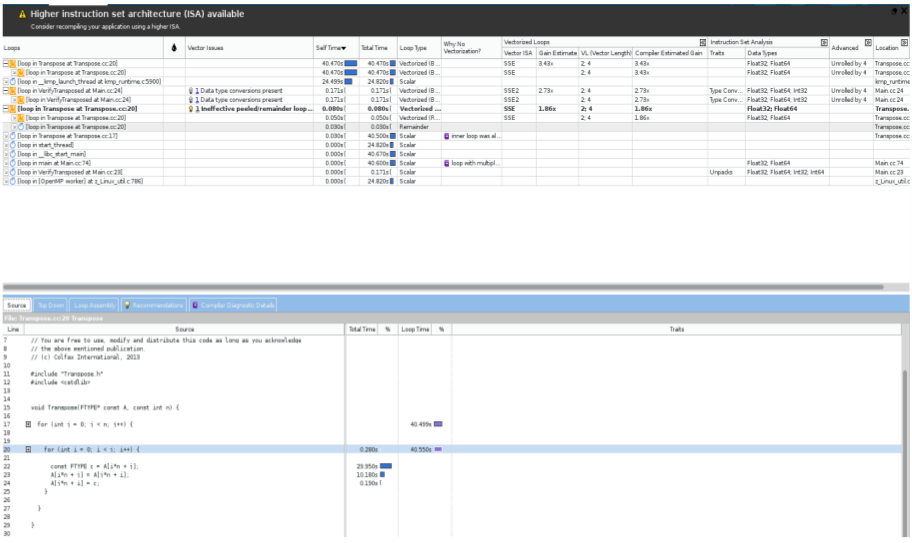 Higher instruction set architecture (ISA) available
Consider recompiling your application using a higher ISA.
Loops Vector Issues Self Time▼ Total Time Loop Type Why No Vectorization? Vectorized Loops Instruction Set Analysis Advanced Location
Vector ISA Gain Estimate VL (Vector Length) Compiler Estimated Gain Traits Data Types
[loop in Transpose at Transpose.cc:20] 40.470s 40.470s Vectorized (B... SSE 3.43x 2; 4 3.43x Float32; Float64 Unrolled by 4 Transpose.cc
[loop in Transpose at Transpose.cc:20] 40.470s 40.470s Vectorized (B... SSE 2; 4 3.43x Float32; Float64 Unrolled by 4 Transpose.cc
[loop in __kmp_launch_thread at kmp_runtime.c:5900] 24.499s 24.820s Scalar kmp_runtime
[loop in VerifyTransposed at Main.cc:24] 1 Data type conversions present 0.171s 0.171s Vectorized (B... SSE2 2.73x 2; 4 2.73x Type Conv... Float32; Float64; Int32 Unrolled by 4 Main.cc:24
[loop in VerifyTransposed at Main.cc:24] 1 Data type conversions present 0.171s 0.171s Vectorized (B... SSE2 2; 4 2.73x Type Conv... Float32; Float64; Int32 Unrolled by 4 Main.cc:24
[loop in Transpose at Transpose.cc:20] 1 Ineffective peeled/remainder loop... 0.080s 0.080s Vectorized ... SSE 1.86x 2; 4 1.86x Float32; Float64 Transpose.
[loop in Transpose at Transpose.cc:20] 0.050s 0.050s Vectorized (R... SSE 2; 4 1.86x Float32; Float64 Transpose.cc
[loop in Transpose at Transpose.cc:20] 0.030s 0.030s Remainder Transpose.cc
[loop in Transpose at Transpose.cc:17] 0.030s 40.500s Scalar inner loop was al... Transpose.cc
[loop in start_thread] 0.000s 24.820s Scalar
[loop in __libc_start_main] 0.000s 40.670s Scalar
[loop in main at Main.cc:74] 0.000s 40.600s Scalar loop with multipl... Float32; Float64 Main.cc:74
[loop in VerifyTransposed at Main.cc:23] 0.000s 0.171s Scalar Unpacks Float32; Float64; Int32; Int64 Main.cc:23
[loop in [OpenMP worker] at z_Linux_util.c:786] 0.000s 24.820s Scalar z_Linux_util.c
Source Top Down Loop Assembly Recommendations Compiler Diagnostic Details
File: Transpose.cc:20 Transpose
Line Source Total Time % Loop Time % Traits
7 // You are free to use, modify and distribute this code as long as you acknowledge
8 // the above mentioned publication.
9 // (c) Colfax International, 2013
10
11 #include "Transpose.h"
12 #include <cstdlib>
13
14
15 void Transpose(FTYPE* const A, const int n) {
16
17 for (int j = 0; j < n; j++) { 40.499s
18
19
20 for (int i = 0; i < j; i++) { 0.280s 40.550s
21
22 const FTYPE c = A[i*n + j]; 29.950s
23 A[i*n + j] = A[j*n + i]; 10.180s
24 A[j*n + i] = c; 0.190s
25 }
26
27 }
28
29 }
30